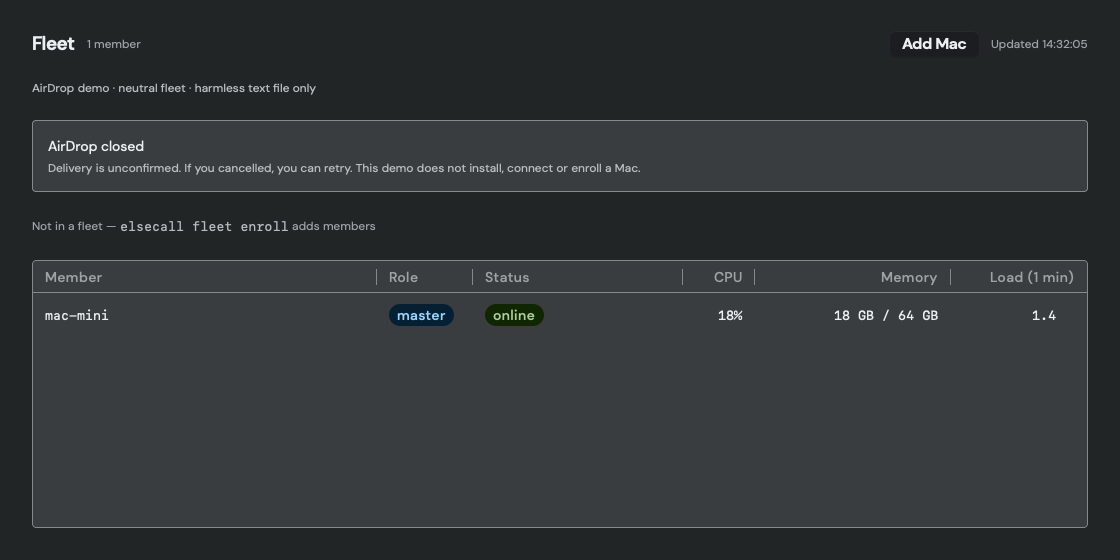 Fleet 1 member Add Mac Updated 14:32:05
AirDrop demo · neutral fleet · harmless text file only
AirDrop closed
Delivery is unconfirmed. If you cancelled, you can retry. This demo does not install, connect or enroll a Mac.
Not in a fleet — elsecall fleet enroll adds members
Member Role Status CPU Memory Load (1 min)
mac-mini master online 18% 18 GB / 64 GB 1.4